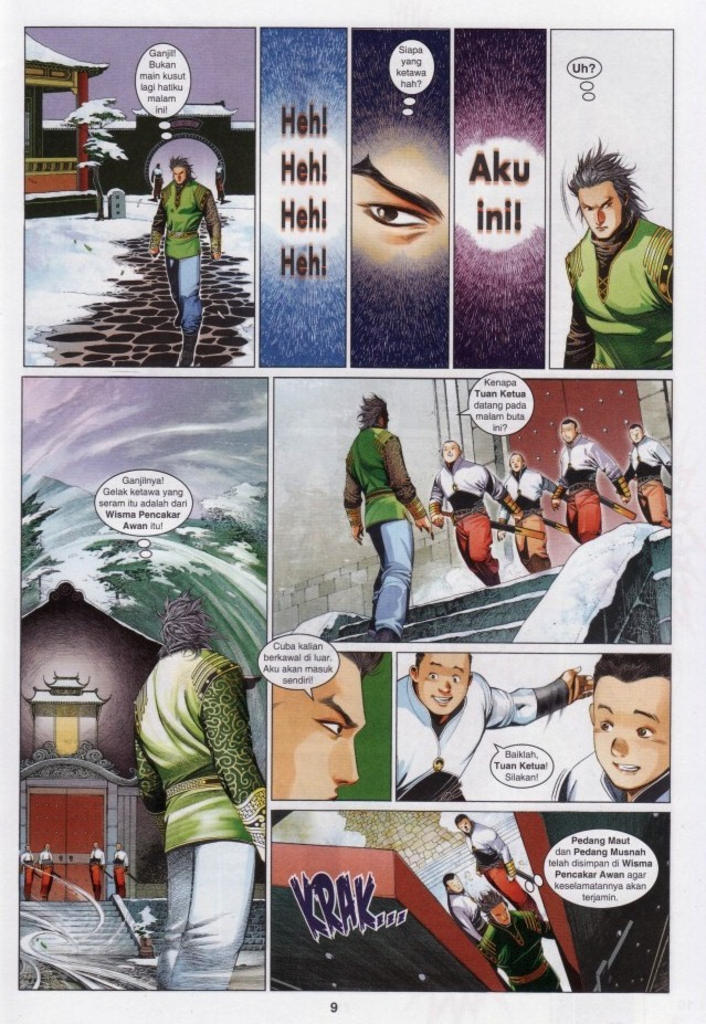 Ganjil!
Bukan
main kusut
lagi hatiku
malam
ini!
Heh!
Heh!
Heh!
Heh!
Siapa
yang
ketawa
hah?
Aku
ini!
Uh?
Ganjilnya!
Gelak ketawa yang
seram itu adalah dari
Wisma Pencakar
Awan itu!
Kenapa
Tuan Ketua
datang pada
malam buta
ini?
Cuba kalian
berkawal di luar.
Aku akan masuk
sendiri!
Baiklah,
Tuan Ketua!
Silakan!
KRAK...
Pedang Maut
dan Pedang Musnah
telah disimpan di Wisma
Pencakar Awan agar
keselamatannya akan
terjamin.
9